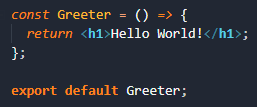 const Greeter = () => {
  return <h1>Hello World!</h1>;
};

export default Greeter;